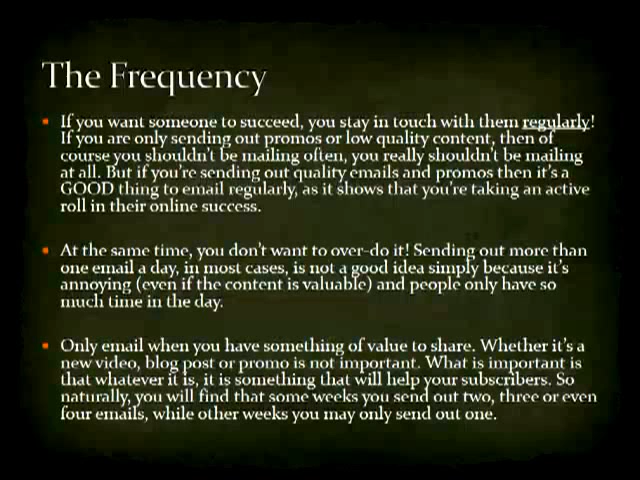 The Frequency
If you want someone to succeed, you stay in touch with them regularly!
If you are only sending out promos or low quality content, then of
course you shouldn't be mailing often, you really shouldn't be mailing
at all. But if you're sending out quality emails and promos then it's a
GOOD thing to email regularly, as it shows that you're taking an active
roll in their online success.
At the same time, you don't want to over-do it! Sending out more than
one email a day, in most cases, is not a good idea simply because it's
annoying (even if the content is valuable) and people only have so
much time in the day.
Only email when you have something of value to share. Whether it's a
new video, blog post or promo is not important. What is important is
that whatever it is, it is something that will help your subscribers. So
naturally, you will find that some weeks you send out two, three or even
four emails, while other weeks you may only send out one.